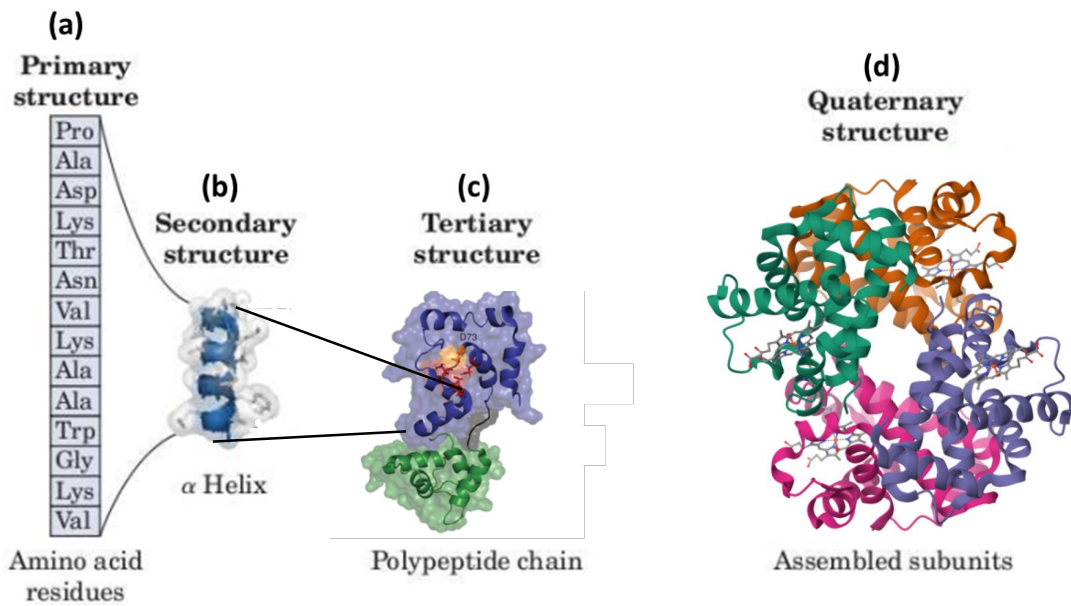 (a)
Primary
structure
Pro
Ala
Asp
Lys
Thr
Asn
Val
Lys
Ala
Ala
Trp
Gly
Lys
Val
Amino acid
residues
(b)
Secondary
structure
α Helix
(c)
Tertiary
structure
D73
Polypeptide chain
(d)
Quaternary
structure
Assembled subunits